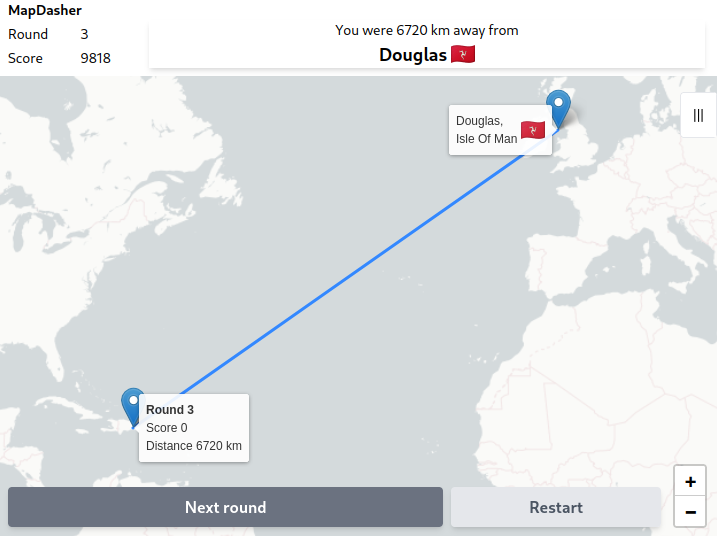 MapDasher
Round 3
Score 9818
You were 6720 km away from
Douglas
Douglas,
Isle Of Man
Round 3
Score 0
Distance 6720 km
Next round
Restart
+
−